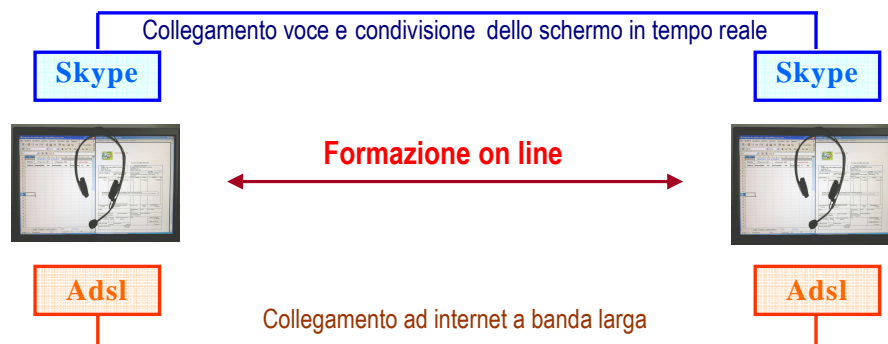 Collegamento voce e condivisione dello schermo in tempo reale
Skype Skype
Formazione on line
Adsl Adsl
Collegamento ad internet a banda larga